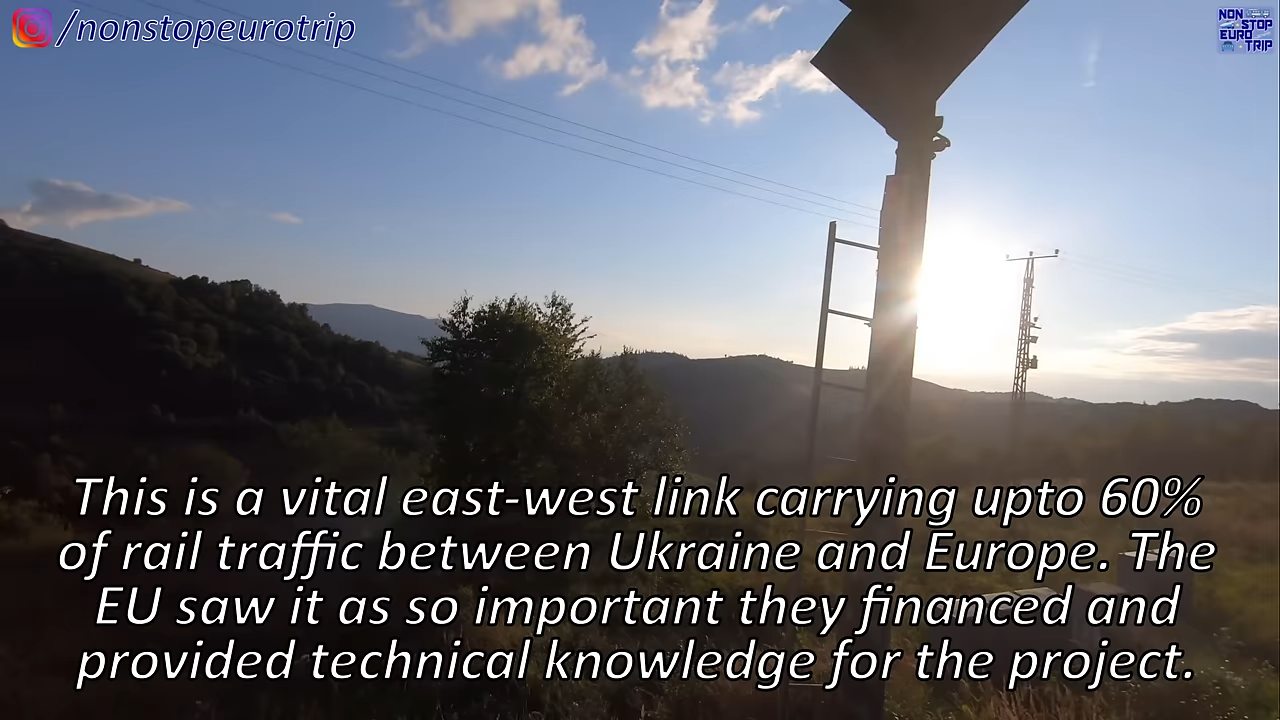 /nonstopeurotrip
NON
STOP
EURO
TRIP
This is a vital east-west link carrying upto 60%
of rail traffic between Ukraine and Europe. The
EU saw it as so important they financed and
provided technical knowledge for the project.